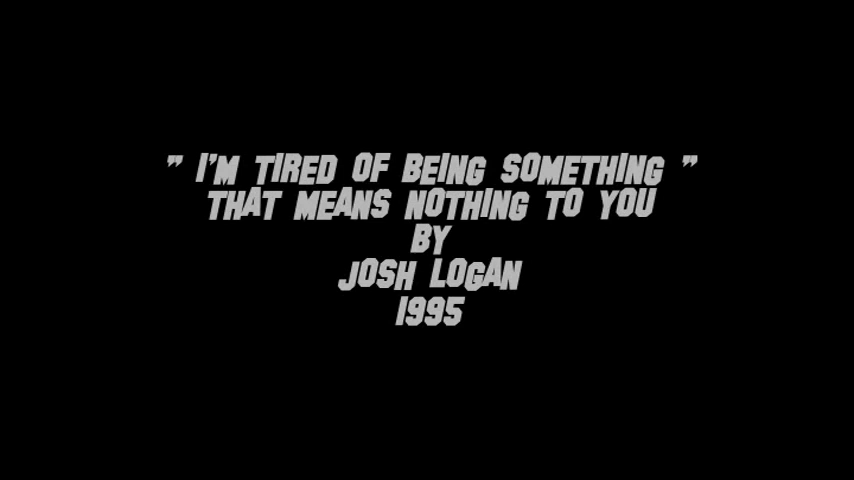 " I'M TIRED OF BEING SOMETHING "
THAT MEANS NOTHING TO YOU
BY
JOSH LOGAN
1995